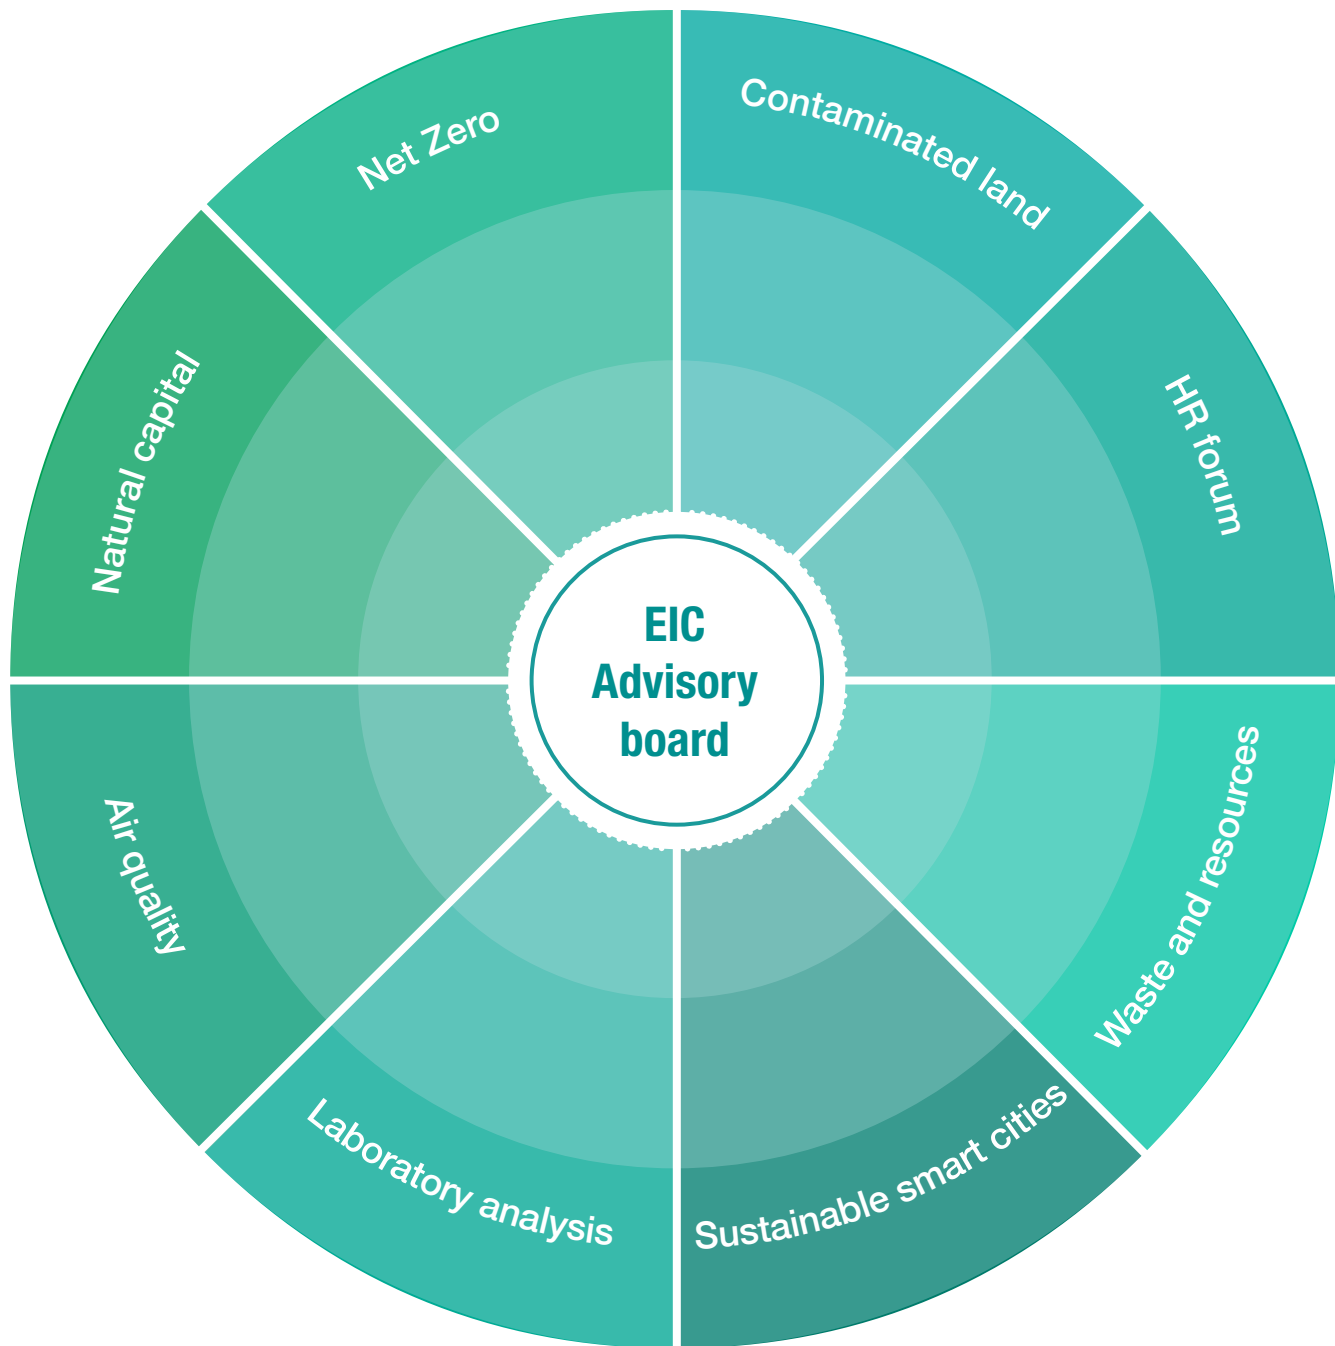 Net Zero
Contaminated land
HR forum
Waste and resources
Sustainable smart cities
Laboratory analysis
Air quality
Natural capital
EIC
Advisory
board